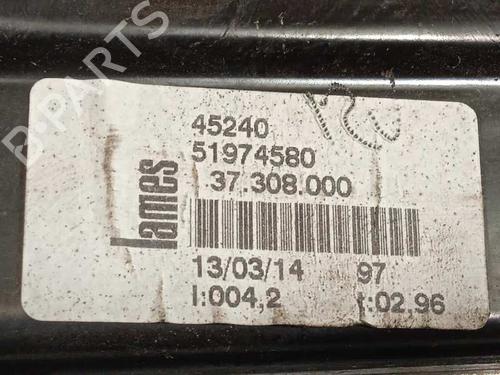 B-PARTS
45240
51974580
37.308.000
lames
13/03/14 97
I:004,2 t:02,96